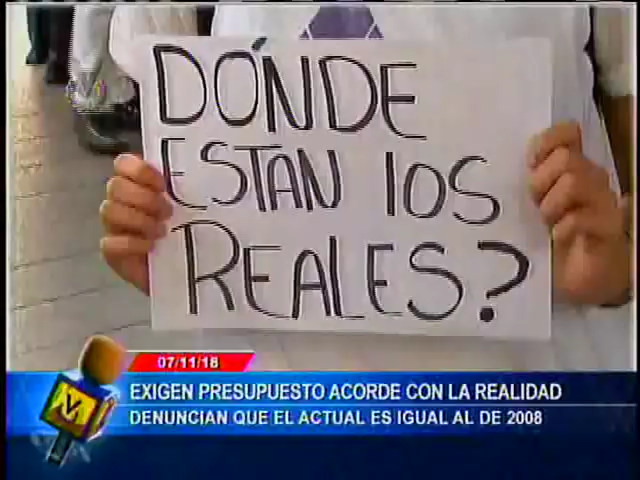 DÓNDE
ESTAN LOS
REALES?
07/11/18
EXIGEN PRESUPUESTO ACORDE CON LA REALIDAD
DENUNCIAN QUE EL ACTUAL ES IGUAL AL DE 2008